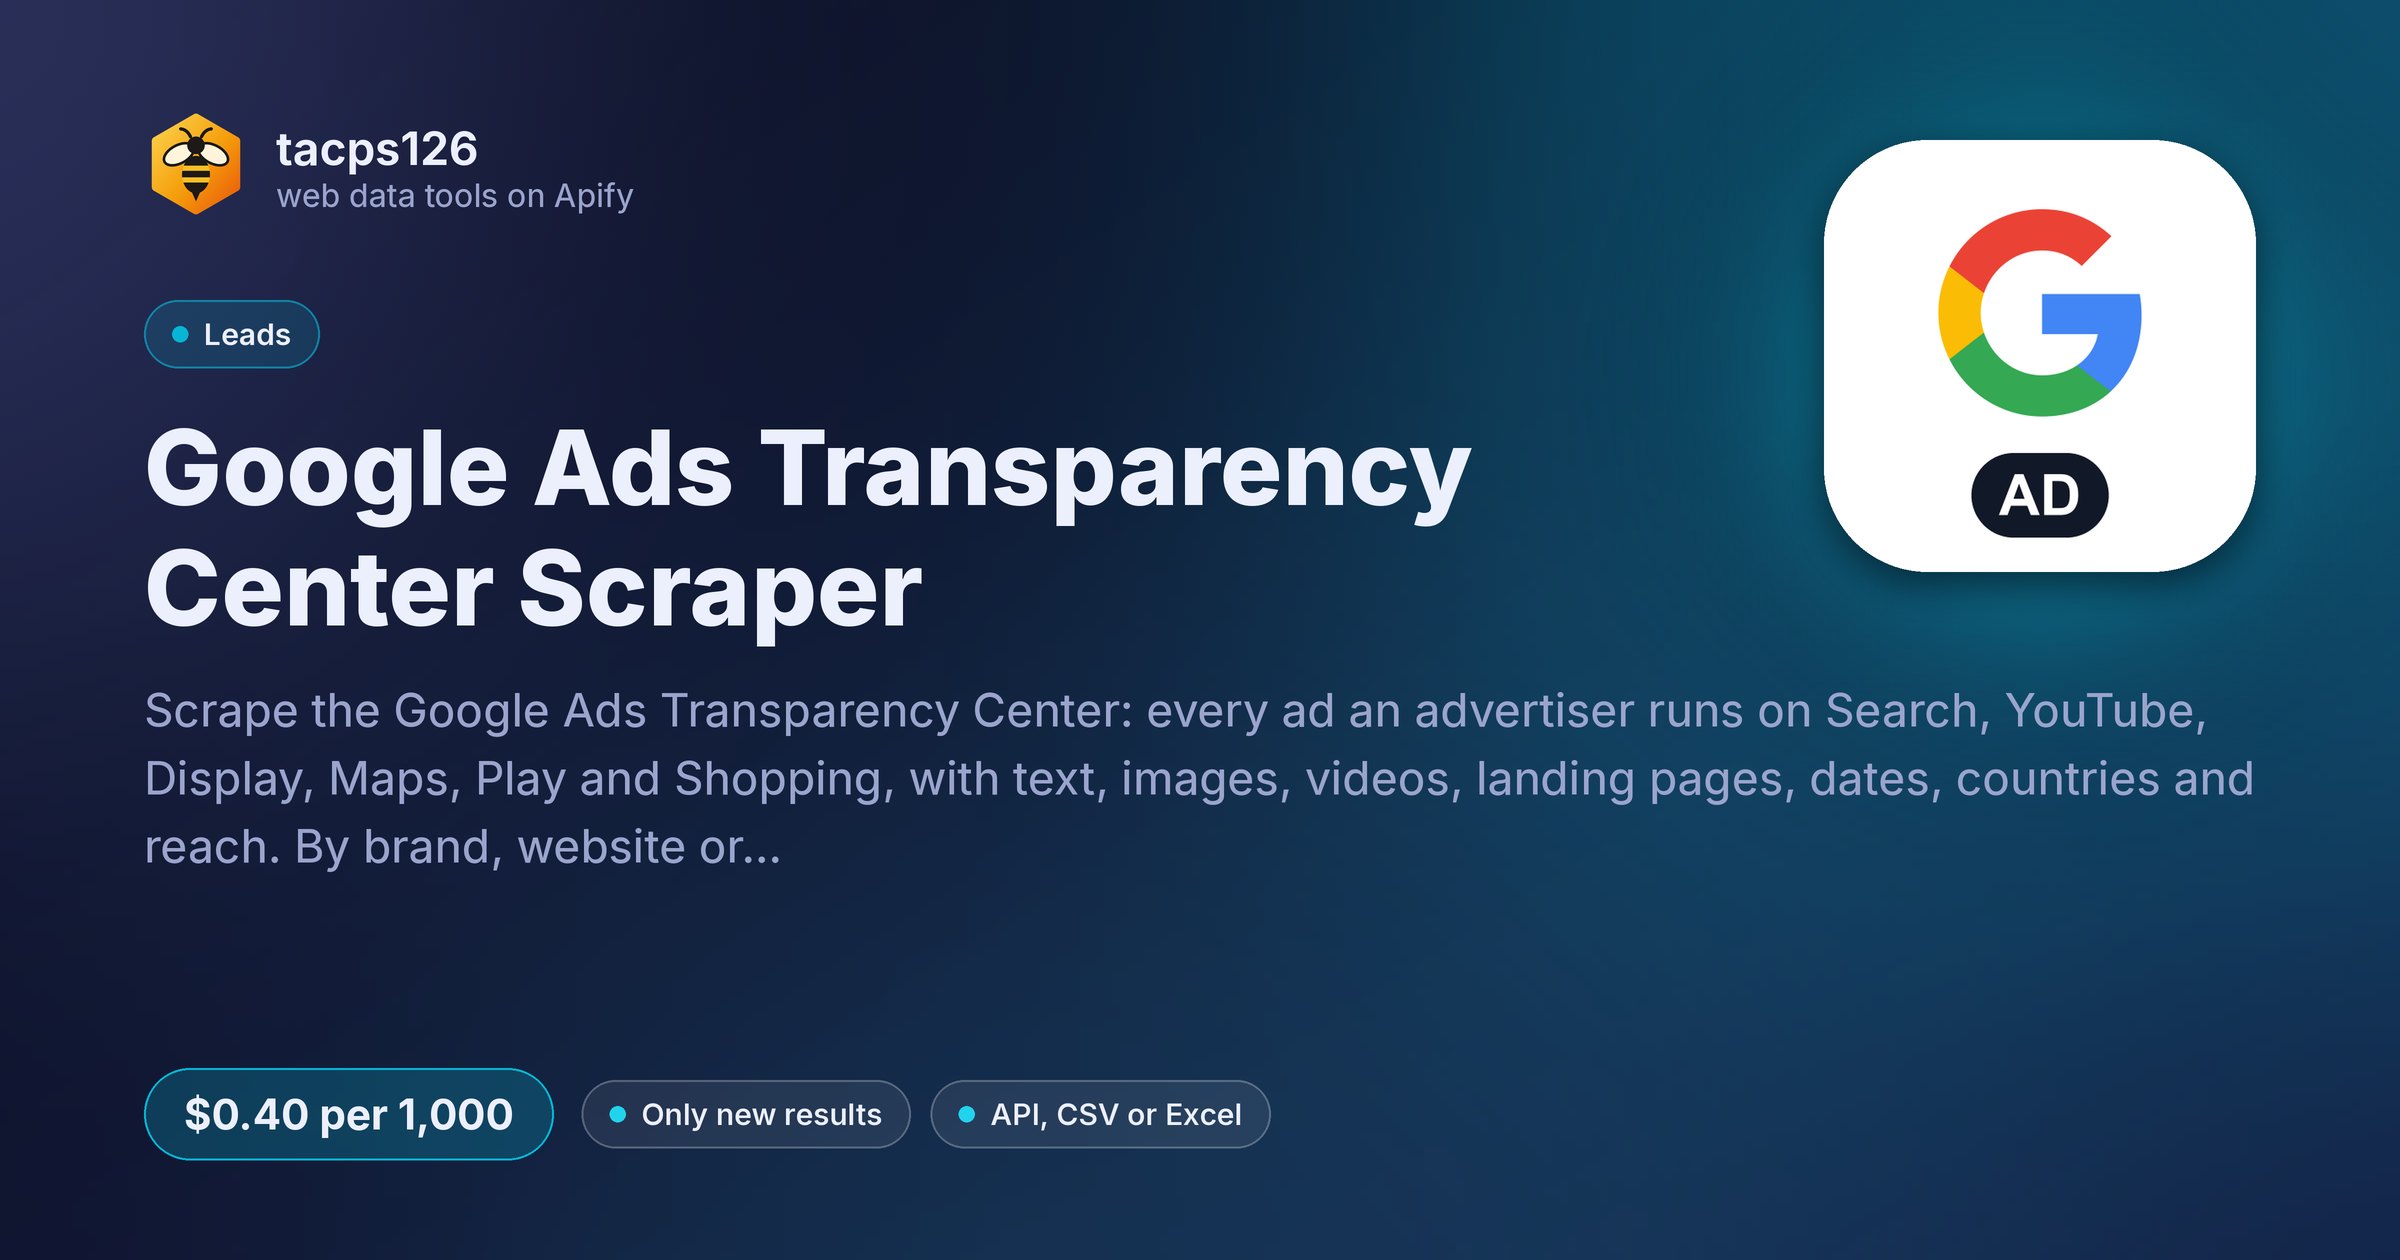 tacps126
web data tools on Apify
Leads
Google Ads Transparency
Center Scraper
AD
Scrape the Google Ads Transparency Center: every ad an advertiser runs on Search, YouTube,
Display, Maps, Play and Shopping, with text, images, videos, landing pages, dates, countries and
reach. By brand, website or...
$0.40 per 1,000
Only new results
API, CSV or Excel